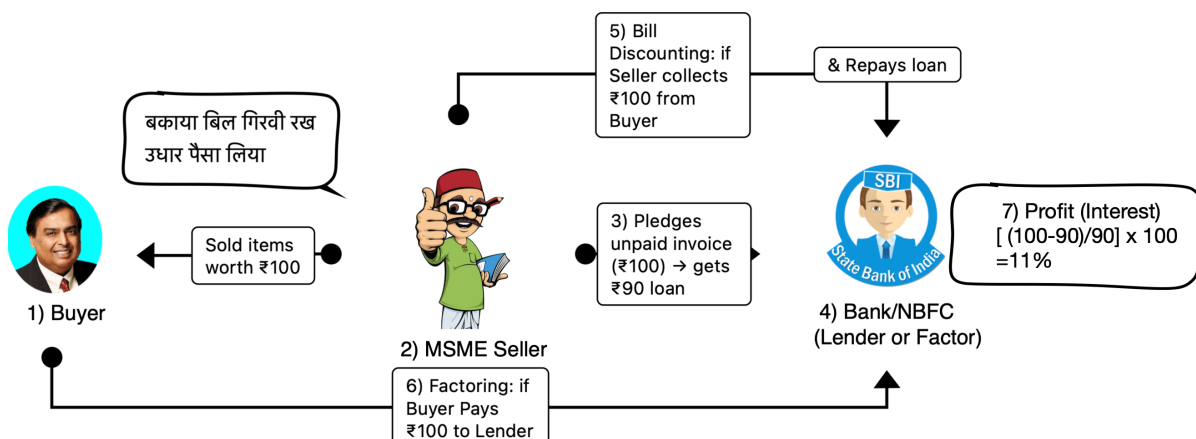 5) Bill
Discounting: if
Seller collects
₹100 from
Buyer
& Repays loan
बकाया बिल गिरवी रख
उधार पैसा लिया
Sold items
worth ₹100
3) Pledges
unpaid invoice
(₹100) → gets
₹90 loan
SBI
State Bank of India
7) Profit (Interest)
[ (100-90)/90] x 100
=11%
1) Buyer
2) MSME Seller
4) Bank/NBFC
(Lender or Factor)
6) Factoring: if
Buyer Pays
₹100 to Lender